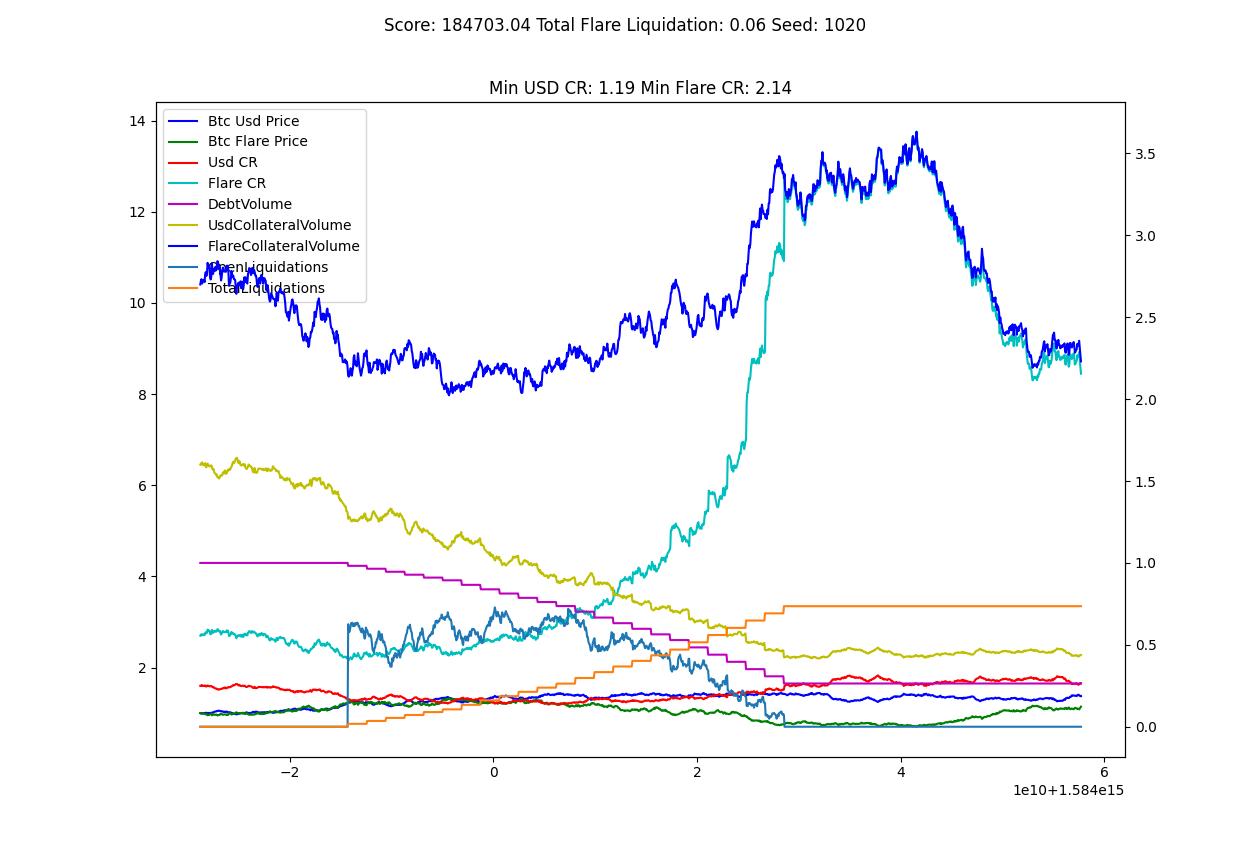 Score: 184703.04 Total Flare Liquidation: 0.06 Seed: 1020
Min USD CR: 1.19 Min Flare CR: 2.14
14
12
10
8
6
4
2
Btc Usd Price
Btc Flare Price
Usd CR
Flare CR
DebtVolume
UsdCollateralVolume
FlareCollateralVolume
OpenLiquidations
TotalLiquidations
3.5
3.0
2.5
2.0
1.5
1.0
0.5
0.0
−2 0 2 4 6
1e10+1.584e15